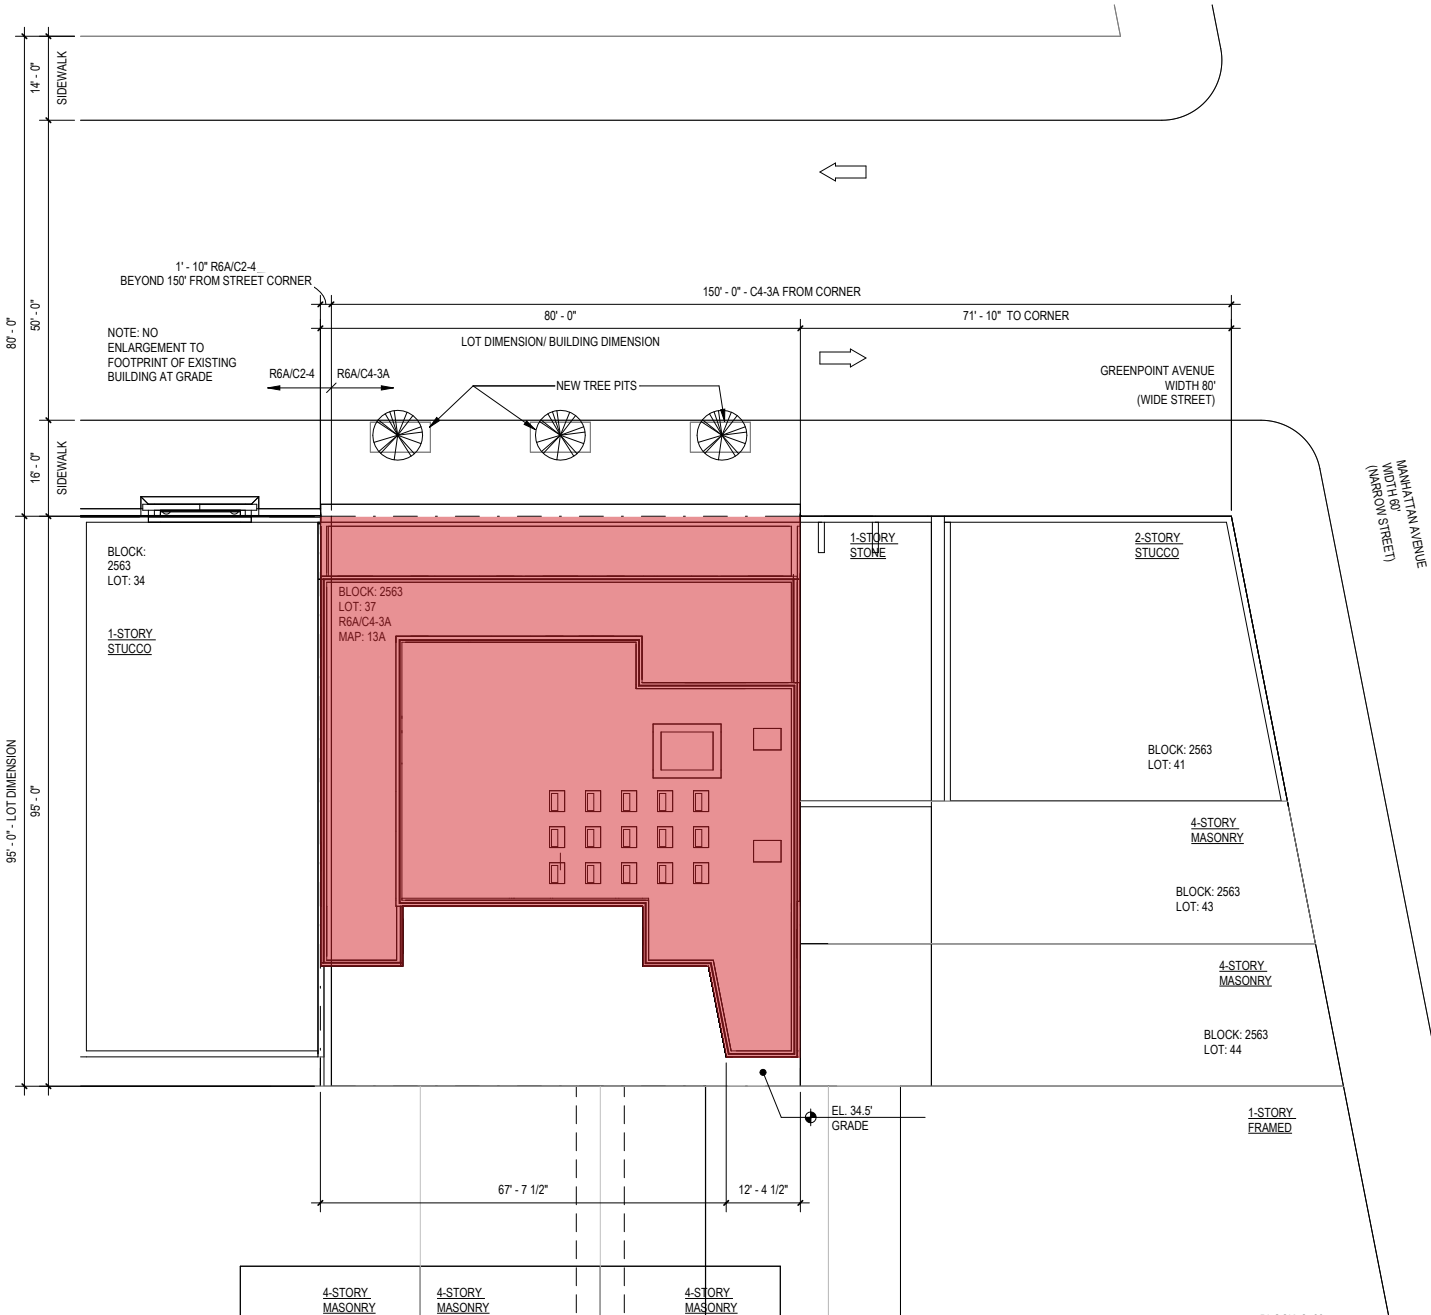 14' - 0"
SIDEWALK
1' - 10" R6A/C2-4
BEYOND 150' FROM STREET CORNER
150' - 0" - C4-3A FROM CORNER
80' - 0"
71' - 10" TO CORNER
80' - 0"
50' - 0"
NOTE: NO
ENLARGEMENT TO
FOOTPRINT OF EXISTING
BUILDING AT GRADE
LOT DIMENSION/ BUILDING DIMENSION
R6A/C2-4
R6A/C4-3A
NEW TREE PITS
GREENPOINT AVENUE
WIDTH 80'
(WIDE STREET)
16' - 0"
SIDEWALK
MANHATTAN AVENUE
WIDTH 60'
(NARROW STREET)
BLOCK:
2563
LOT: 34
1-STORY
STUCCO
BLOCK: 2563
LOT: 37
R6A/C4-3A
MAP: 13A
1-STORY
STONE
2-STORY
STUCCO
BLOCK: 2563
LOT: 41
95' - 0" - LOT DIMENSION
95' - 0"
4-STORY
MASONRY
BLOCK: 2563
LOT: 43
4-STORY
MASONRY
BLOCK: 2563
LOT: 44
EL. 34.5'
GRADE
1-STORY
FRAMED
67' - 7 1/2"
12' - 4 1/2"
4-STORY
MASONRY
4-STORY
MASONRY
4-STORY
MASONRY